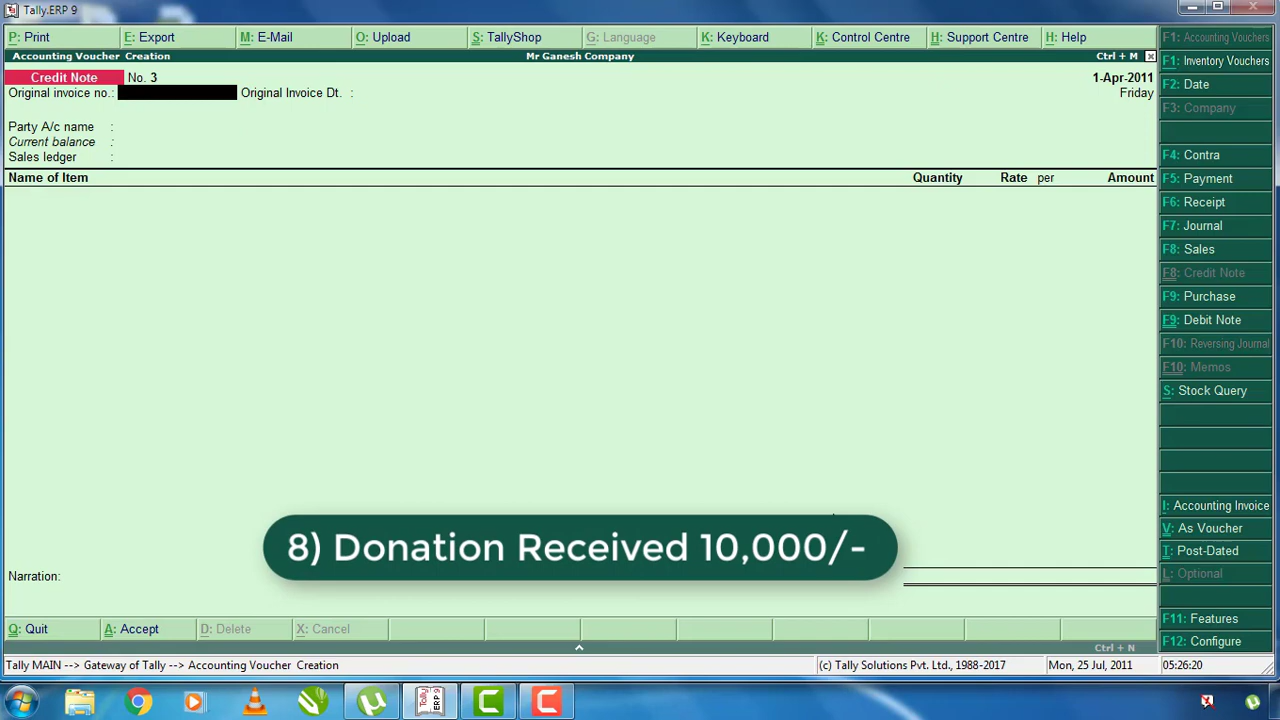 Tally.ERP 9
P: Print E: Export M: E-Mail O: Upload S: TallyShop G: Language K: Keyboard K: Control Centre H: Support Centre H: Help
Accounting Voucher Creation Mr Ganesh Company Ctrl + M
Credit Note No. 3 1-Apr-2011
Original invoice no.: Original Invoice Dt. : Friday
Party A/c name :
Current balance :
Sales ledger :
Name of Item Quantity Rate per Amount
8) Donation Received 10,000/-
Narration:
Q: Quit A: Accept D: Delete X: Cancel
Ctrl + N
Tally MAIN --> Gateway of Tally --> Accounting Voucher Creation (c) Tally Solutions Pvt. Ltd., 1988-2017 Mon, 25 Jul, 2011 05:26:20
F1: Accounting Vouchers
F1: Inventory Vouchers
F2: Date
F3: Company
F4: Contra
F5: Payment
F6: Receipt
F7: Journal
F8: Sales
F8: Credit Note
F9: Purchase
F9: Debit Note
F10: Reversing Journal
F10: Memos
S: Stock Query
I: Accounting Invoice
V: As Voucher
T: Post-Dated
L: Optional
F11: Features
F12: Configure